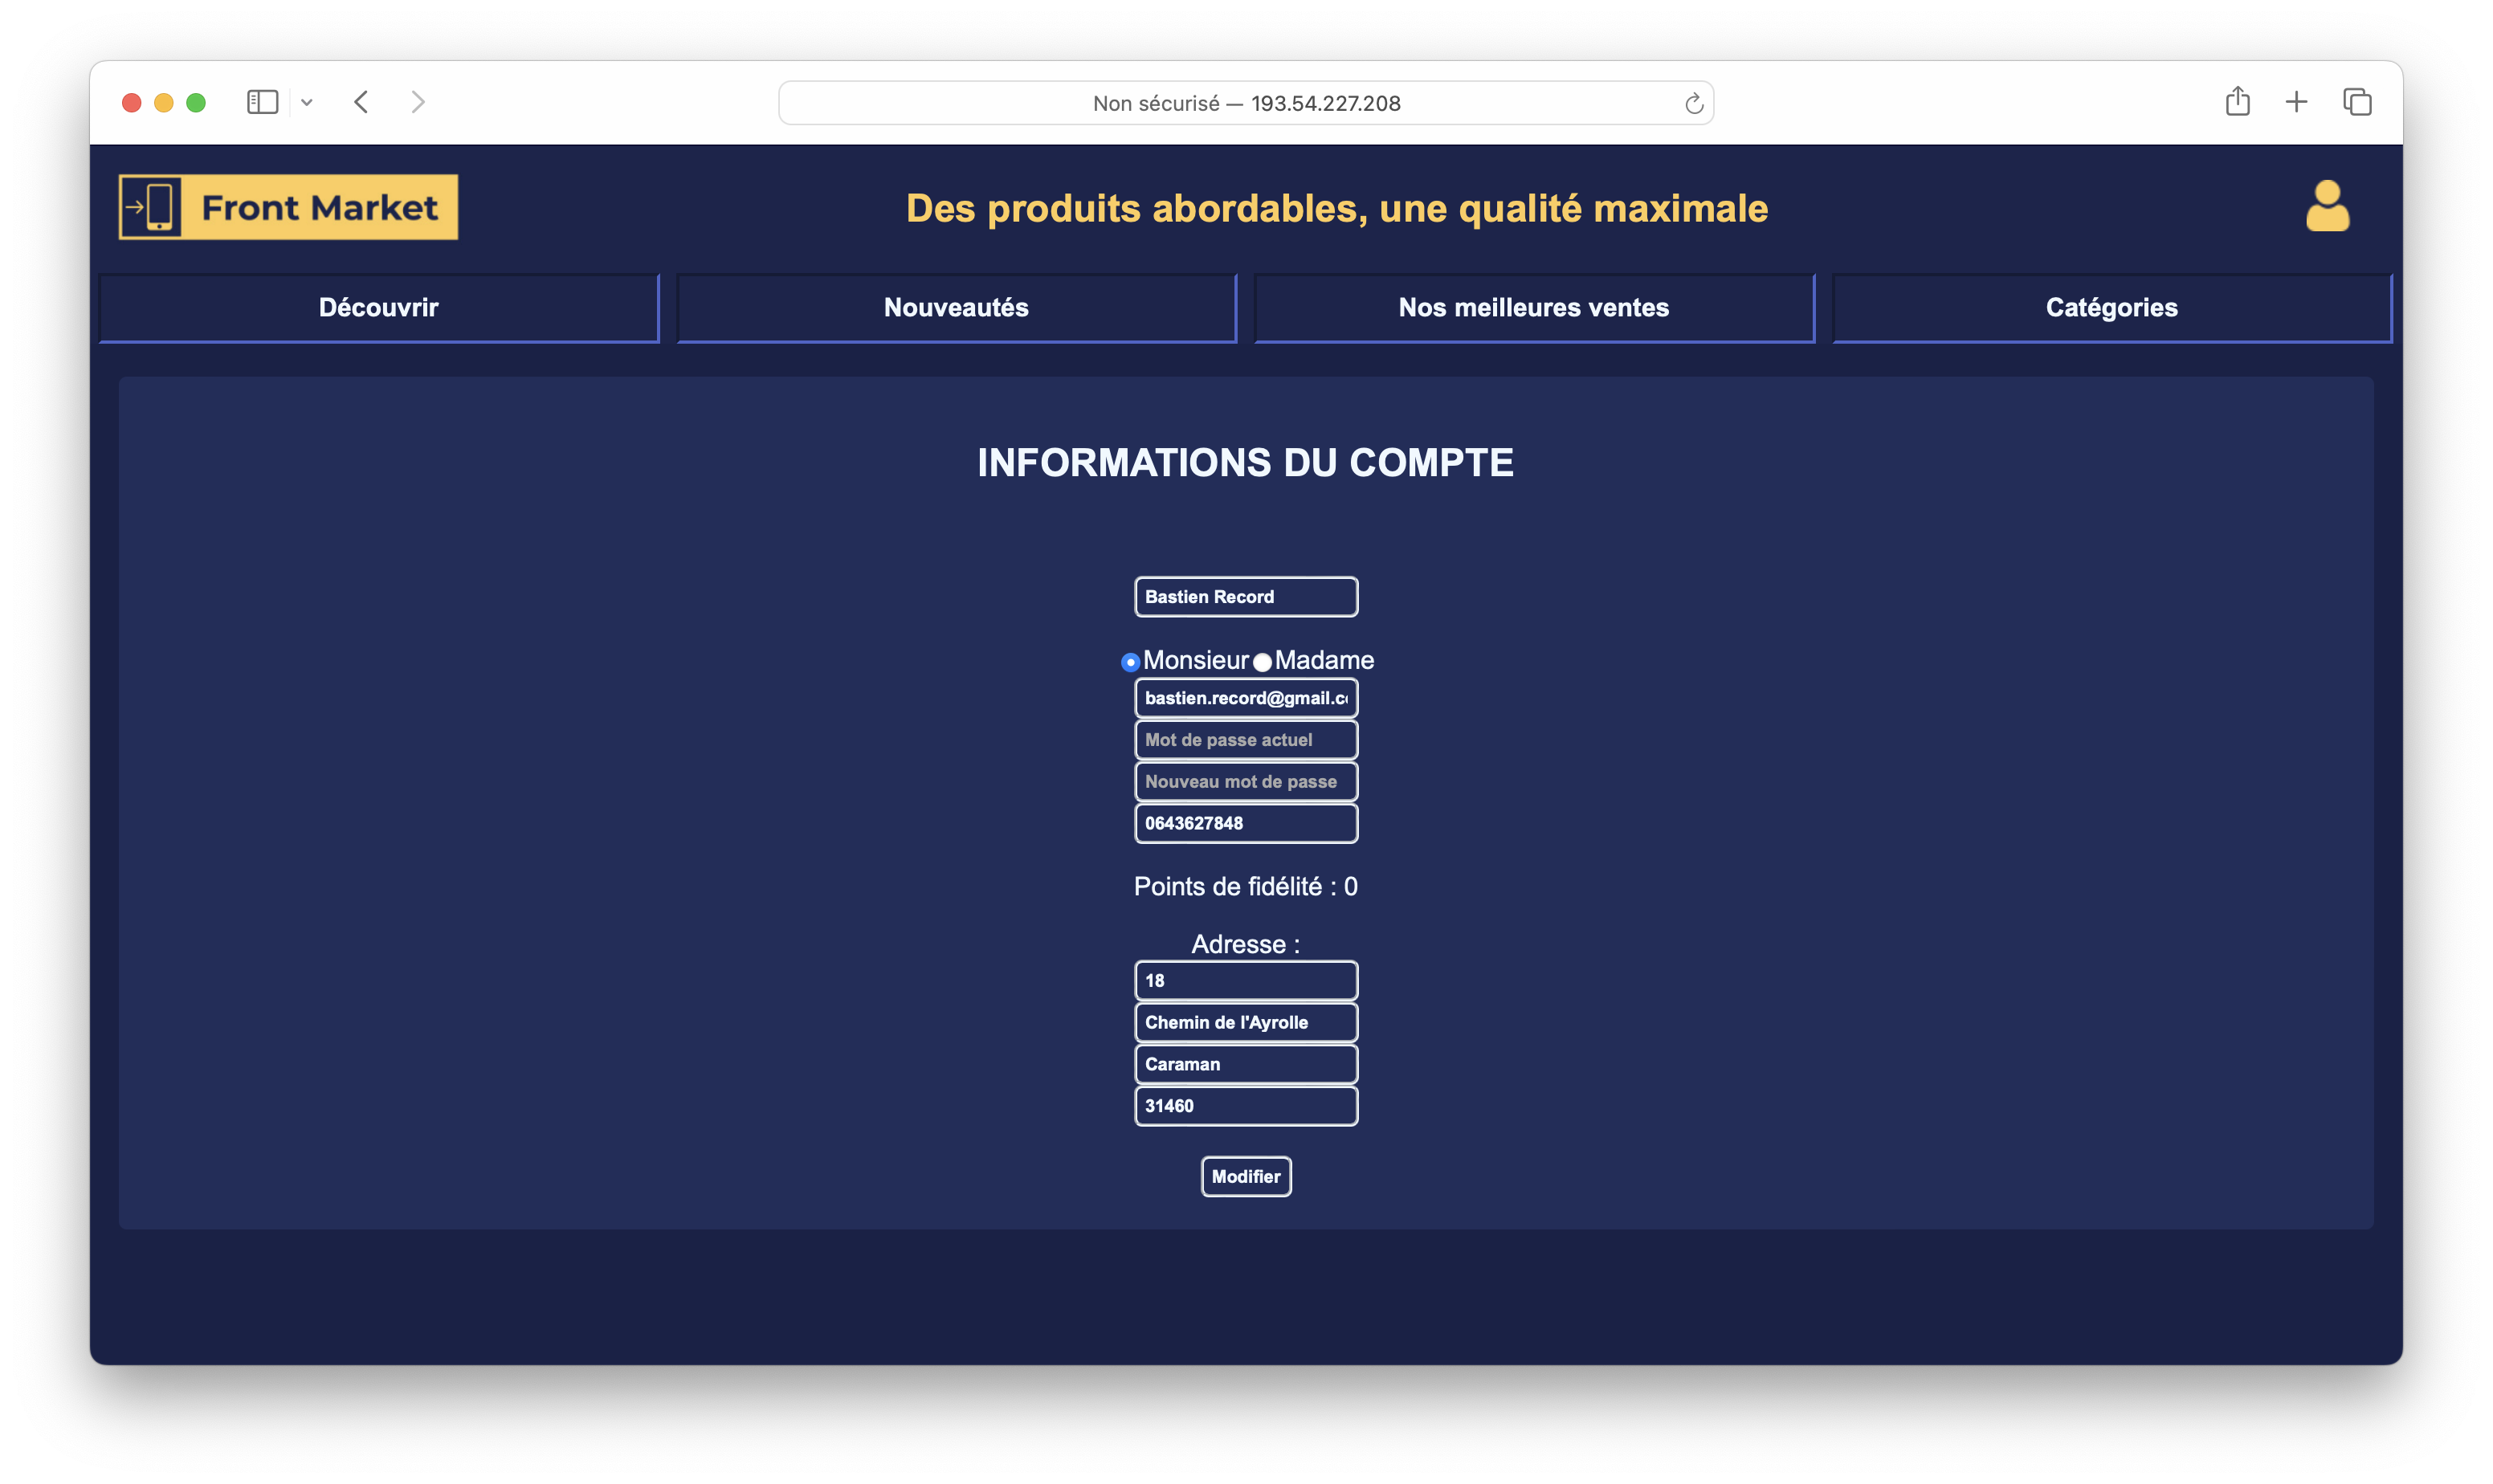 Non sécurisé — 193.54.227.208
Front Market
Des produits abordables, une qualité maximale
Découvrir
Nouveautés
Nos meilleures ventes
Catégories
INFORMATIONS DU COMPTE
Bastien Record
Monsieur Madame
bastien.record@gmail.c
Mot de passe actuel
Nouveau mot de passe
0643627848
Points de fidélité : 0
Adresse :
18
Chemin de l'Ayrolle
Caraman
31460
Modifier